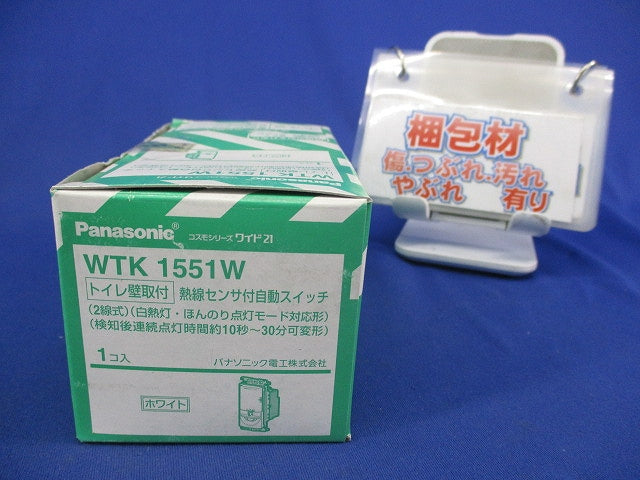 Panasonic® コスモシリーズ ワイド21
WTK 1551W
トイレ壁取付 熱線センサ付自動スイッチ
(2線式)(白熱灯・ほんのり点灯モード対応形)
(検知後連続点灯時間約10秒〜30分可変形)
1コ入 パナソニック電工株式会社
ホワイト
WTK1551W
Panasonic
梱包材
傷、つぶれ、汚れ
やぶれ 有り